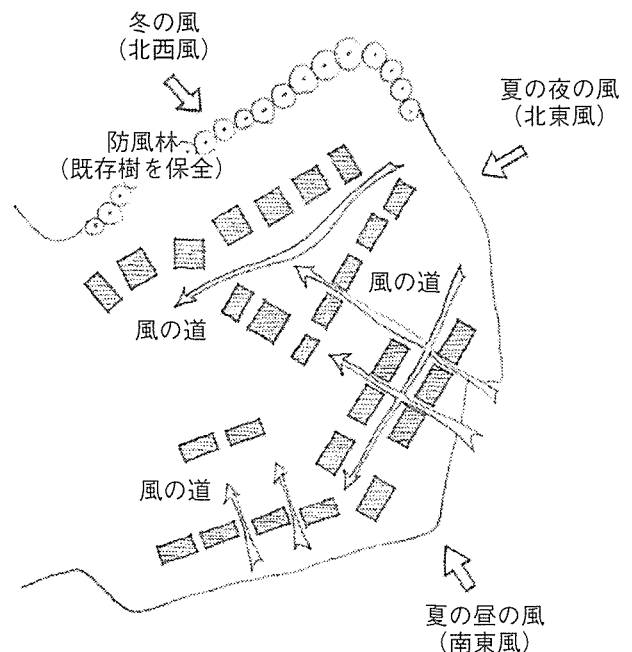 冬の風
(北西風)
夏の夜の風
(北東風)
防風林
(既存樹を保全)
風の道
風の道
風の道
夏の昼の風
(南東風)